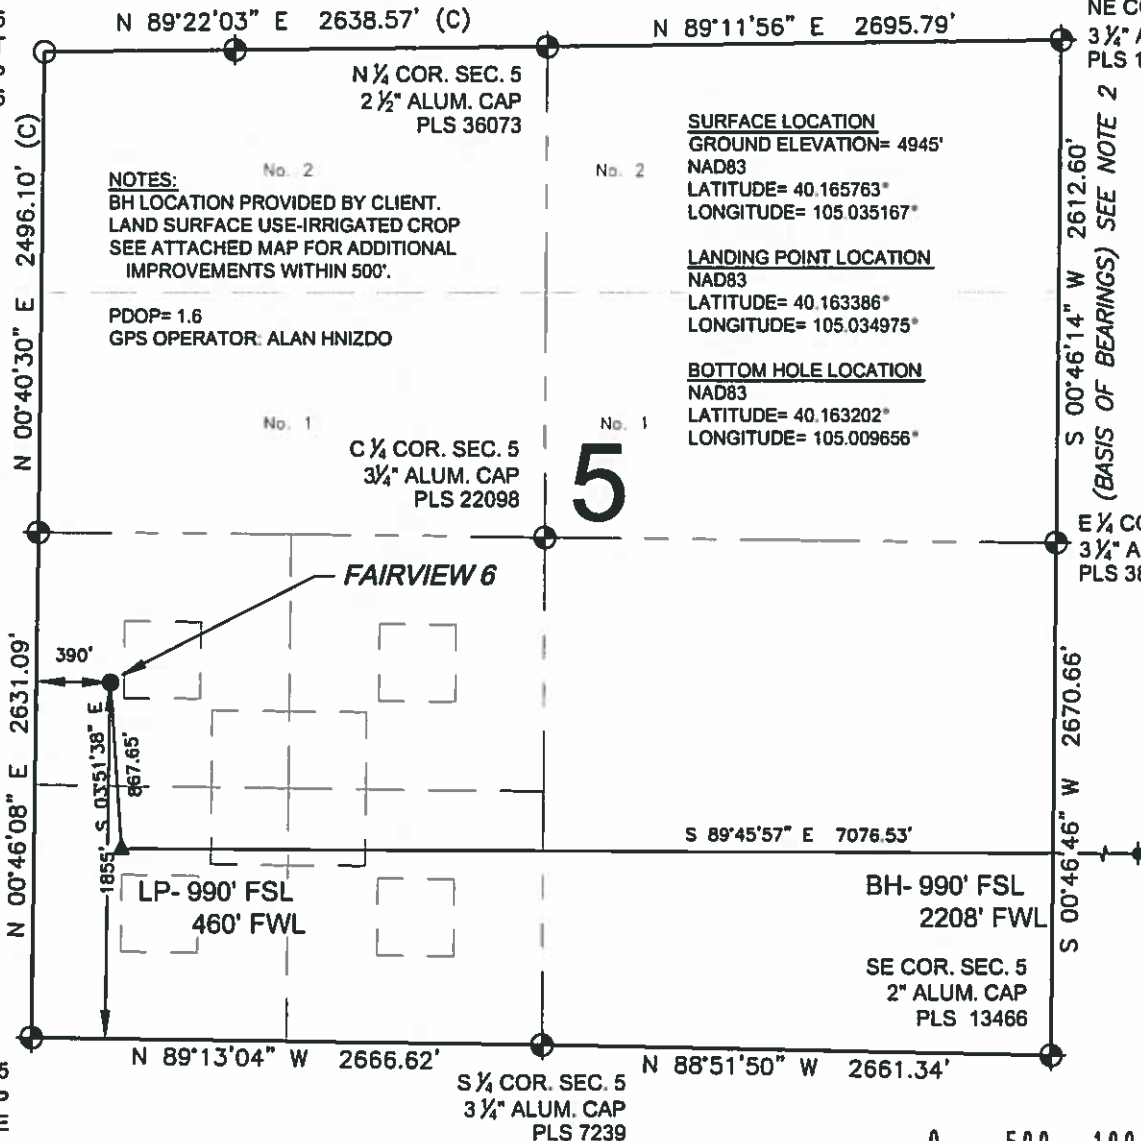 N 89°22'03" E 2638.57' (C)
N 89°11'56" E 2695.79'
NE CO
3 ¼" A
PLS 1
N ¼ COR. SEC. 5
2 ½" ALUM. CAP
PLS 36073
N 00°40'30" E 2496.10' (C)
NOTES:
BH LOCATION PROVIDED BY CLIENT.
LAND SURFACE USE-IRRIGATED CROP
SEE ATTACHED MAP FOR ADDITIONAL
IMPROVEMENTS WITHIN 500'.
PDOP= 1.6
GPS OPERATOR: ALAN HNIZDO
No. 2
No. 2
SURFACE LOCATION
GROUND ELEVATION= 4945'
NAD83
LATITUDE= 40.165763°
LONGITUDE= 105.035167°
LANDING POINT LOCATION
NAD83
LATITUDE= 40.163386°
LONGITUDE= 105.034975°
BOTTOM HOLE LOCATION
NAD83
LATITUDE= 40.163202°
LONGITUDE= 105.009656°
S 00°46'14" W 2612.60'
(BASIS OF BEARINGS) SEE NOTE 2
No. 1
No. 1
C ¼ COR. SEC. 5
3¼" ALUM. CAP
PLS 22098
5
E ¼ CO
3 ¼" A
PLS 38
FAIRVIEW 6
390'
N 00°46'08" E 2631.09'
1855'
S 03°51'38" E
867.65'
S 00°46'46" W 2670.66'
S 89°45'57" E 7076.53'
LP- 990' FSL
460' FWL
BH- 990' FSL
2208' FWL
SE COR. SEC. 5
2" ALUM. CAP
PLS 13466
N 89°13'04" W 2666.62'
N 88°51'50" W 2661.34'
S ¼ COR. SEC. 5
3 ¼" ALUM. CAP
PLS 7239